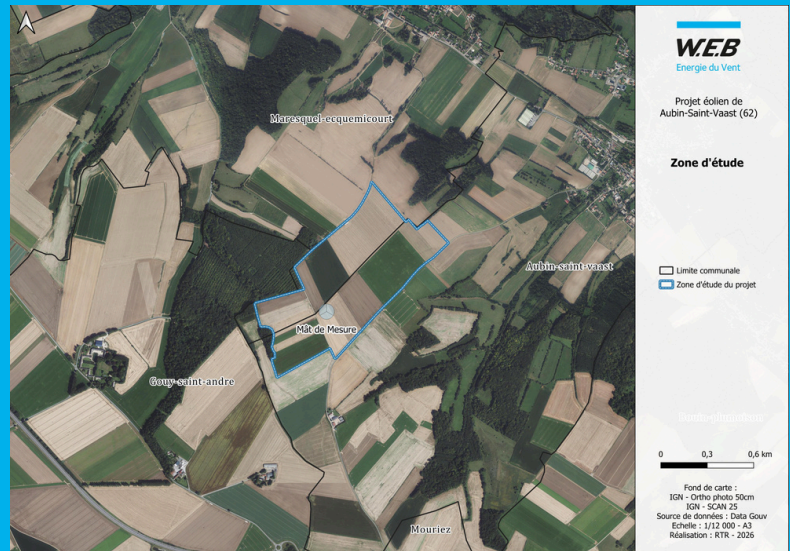 Maresquel-ecquemicourt
Aubin-saint-vaast
Mât de Mesure
Gouy-saint-andre
Mouriez
W.E.B
Energie du Vent
Projet éolien de
Aubin-Saint-Vaast (62)
Zone d'étude
Limite communale
Zone d'étude du projet
0 0,3 0,6 km
Fond de carte :
IGN - Ortho photo 50cm
IGN - SCAN 25
Source de données : Data Gouv
Echelle : 1/12 000 - A3
Réalisation : RTR - 2026